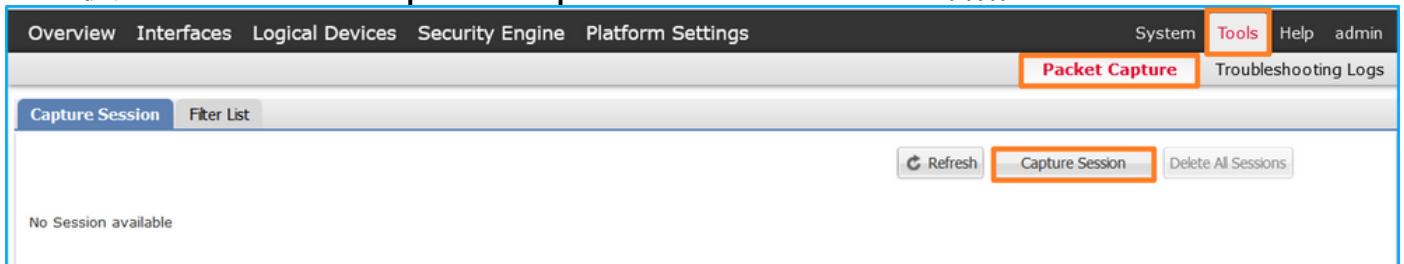 Overview Interfaces Logical Devices Security Engine Platform Settings System Tools Help admin
Packet Capture Troubleshooting Logs
Capture Session Filter List
Refresh Capture Session Delete All Sessions
No Session available